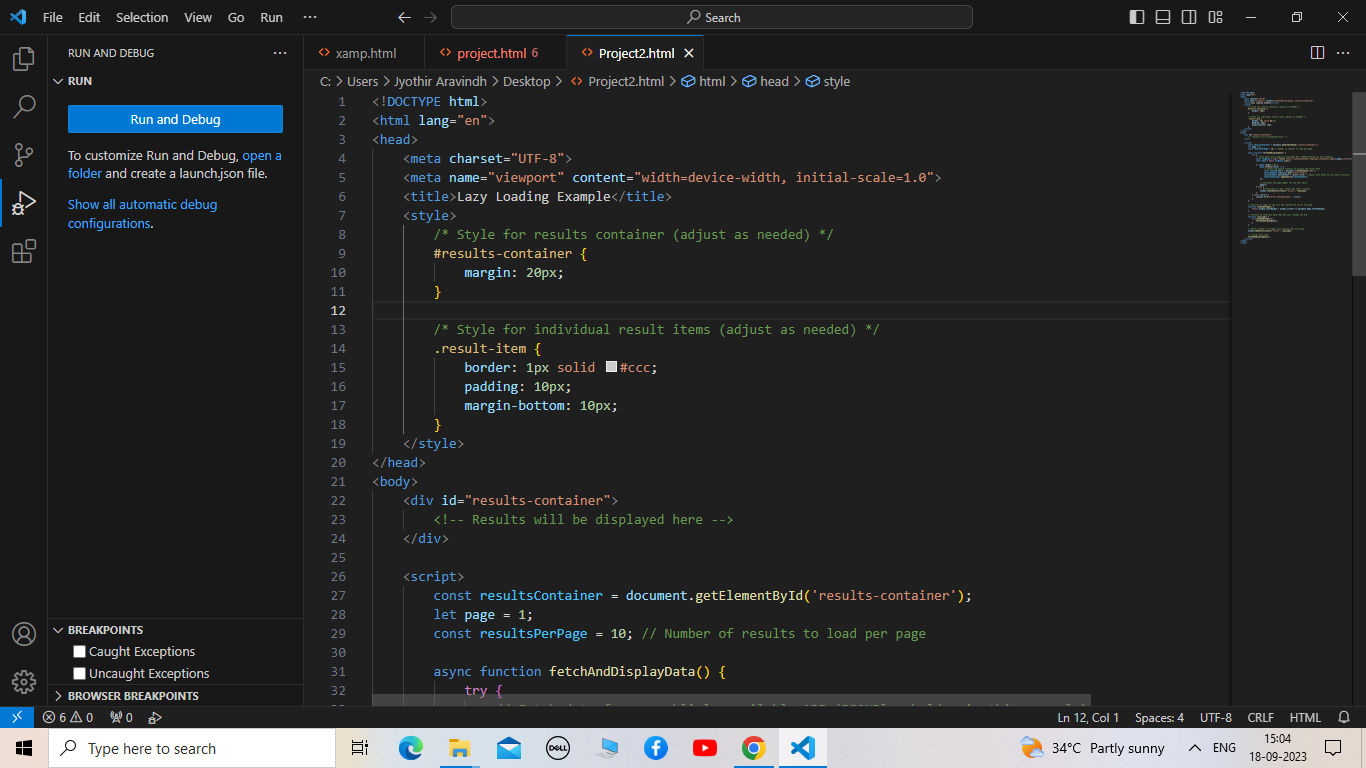 File Edit Selection View Go Run ··· Search
RUN AND DEBUG ···
xamp.html project.html 6 Project2.html
C: > Users > Jyothir Aravindh > Desktop > Project2.html > html > head > style
RUN
Run and Debug
To customize Run and Debug, open a
folder and create a launch.json file.
Show all automatic debug
configurations.
1 <!DOCTYPE html>
2 <html lang="en">
3 <head>
4 <meta charset="UTF-8">
5 <meta name="viewport" content="width=device-width, initial-scale=1.0">
6 <title>Lazy Loading Example</title>
7 <style>
8 /* Style for results container (adjust as needed) */
9 #results-container {
10 margin: 20px;
11 }
12
13 /* Style for individual result items (adjust as needed) */
14 .result-item {
15 border: 1px solid #ccc;
16 padding: 10px;
17 margin-bottom: 10px;
18 }
19 </style>
20 </head>
21 <body>
22 <div id="results-container">
23 <!-- Results will be displayed here -->
24 </div>
25
26 <script>
27 const resultsContainer = document.getElementById('results-container');
28 let page = 1;
29 const resultsPerPage = 10; // Number of results to load per page
30
31 async function fetchAndDisplayData() {
32 try {
BREAKPOINTS
Caught Exceptions
Uncaught Exceptions
BROWSER BREAKPOINTS
6 0 0 Ln 12, Col 1 Spaces: 4 UTF-8 CRLF HTML
Type here to search DELL 34°C Partly sunny ENG 15:04
18-09-2023